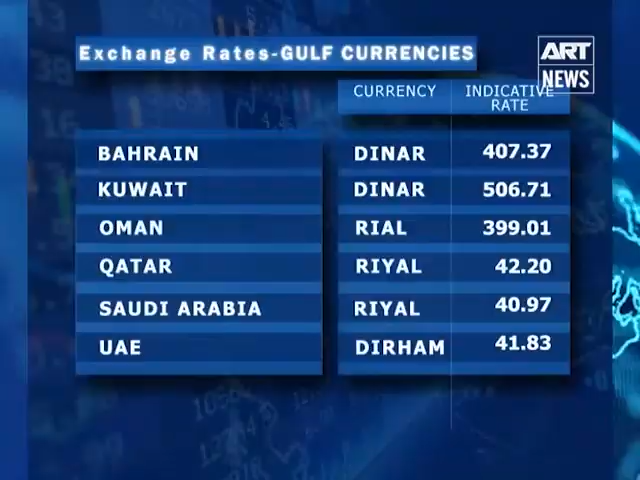 Exchange Rates-GULF CURRENCIES
ART
NEWS
CURRENCY INDICATIVE
RATE
BAHRAIN DINAR 407.37
KUWAIT DINAR 506.71
OMAN RIAL 399.01
QATAR RIYAL 42.20
SAUDI ARABIA RIYAL 40.97
UAE DIRHAM 41.83